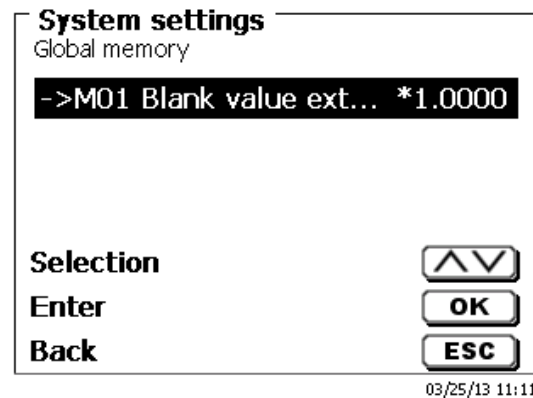 System settings
Global memory
->M01 Blank value ext... *1.0000
Selection
Enter OK
Back ESC
03/25/13 11:11